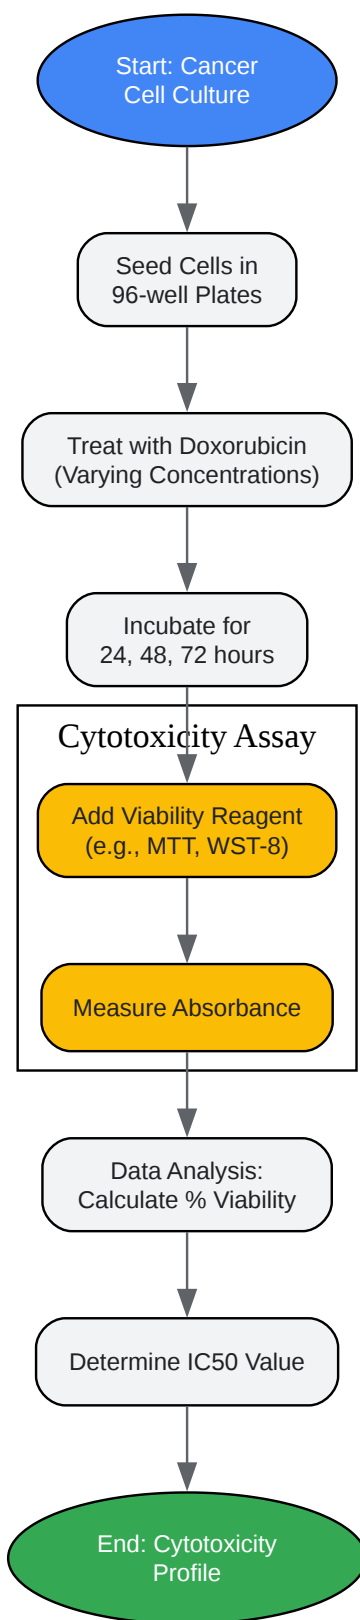 Start: Cancer
Cell Culture
Seed Cells in
96-well Plates
Treat with Doxorubicin
(Varying Concentrations)
Incubate for
24, 48, 72 hours
Cytotoxicity Assay
Add Viability Reagent
(e.g., MTT, WST-8)
Measure Absorbance
Data Analysis:
Calculate % Viability
Determine IC50 Value
End: Cytotoxicity
Profile